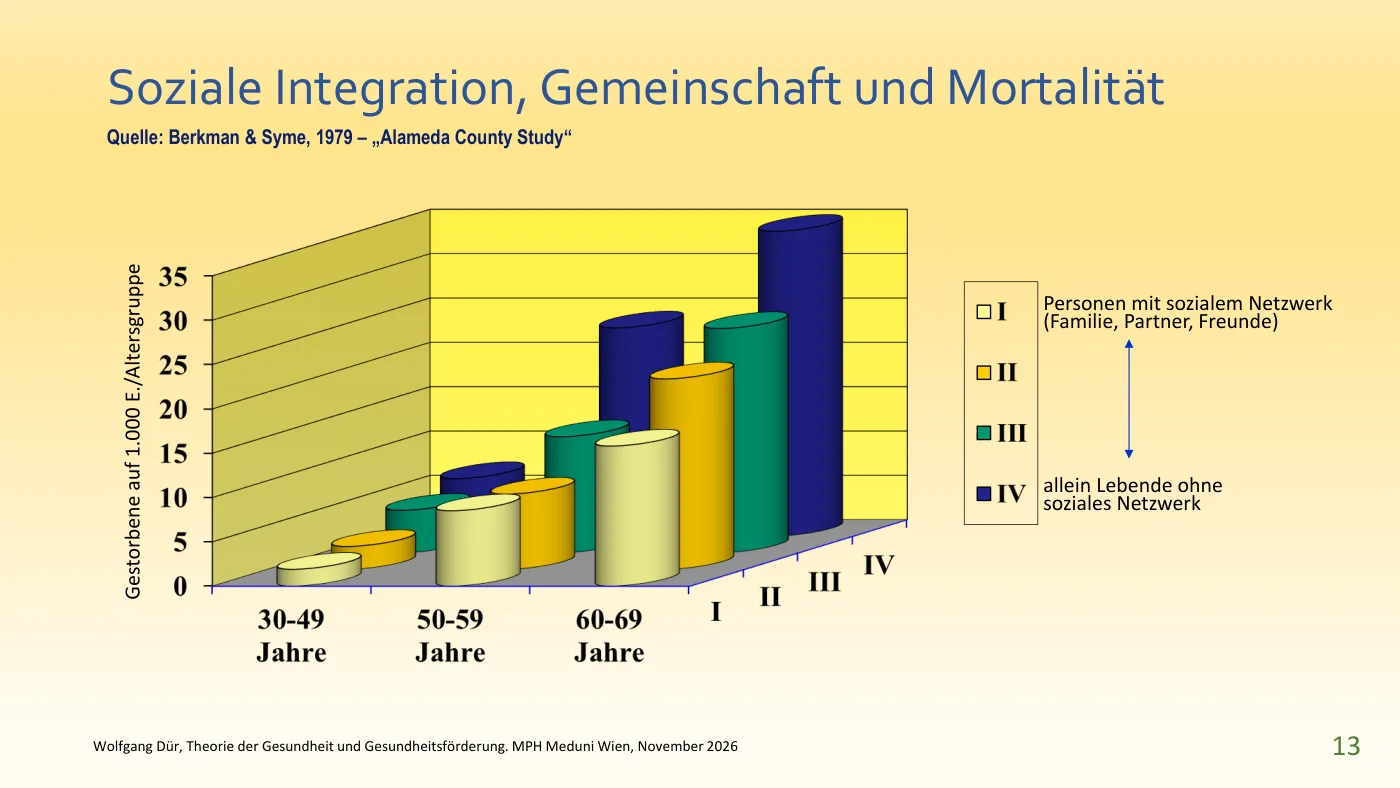 Soziale Integration, Gemeinschaft und Mortalität
Quelle: Berkman & Syme, 1979 – „Alameda County Study“
Gestorbene auf 1.000 E./Altersgruppe
35
30
25
20
15
10
5
0
30-49
Jahre
50-59
Jahre
60-69
Jahre
I
II
III
IV
I
Personen mit sozialem Netzwerk
(Familie, Partner, Freunde)
II
III
IV
allein Lebende ohne
soziales Netzwerk
Wolfgang Dür, Theorie der Gesundheit und Gesundheitsförderung. MPH Meduni Wien, November 2026
13